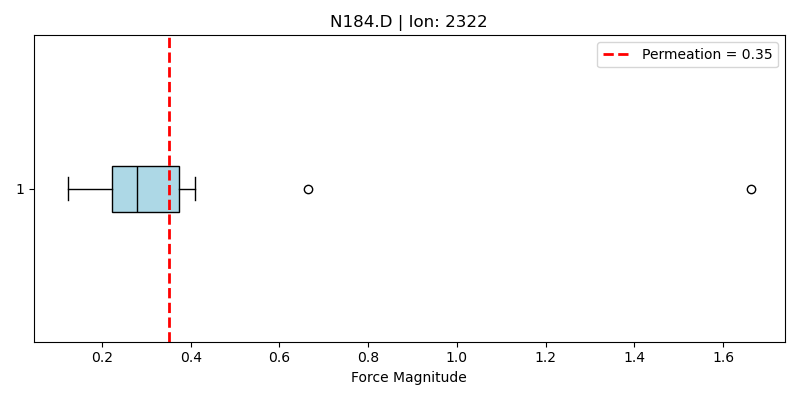 N184.D | Ion: 2322
Permeation = 0.35
1
0.2 0.4 0.6 0.8 1.0 1.2 1.4 1.6
Force Magnitude